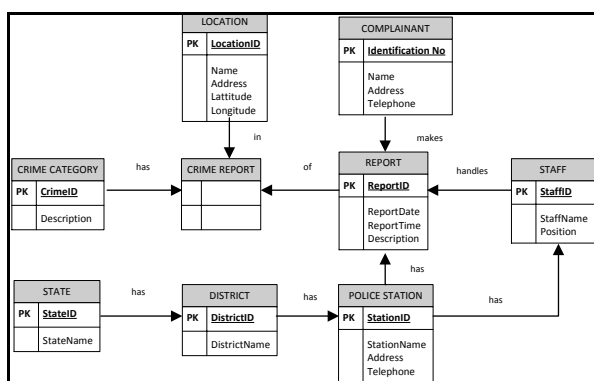 LOCATION
PK LocationID
Name
Address
Lattitude
Longitude
COMPLAINANT
PK Identification No
Name
Address
Telephone
in
makes
CRIME CATEGORY
PK CrimeID
Description
has
CRIME REPORT
of
REPORT
PK ReportID
ReportDate
ReportTime
Description
handles
STAFF
PK StaffID
StaffName
Position
has
STATE
PK StateID
StateName
has
DISTRICT
PK DistrictID
DistrictName
has
POLICE STATION
PK StationID
StationName
Address
Telephone
has